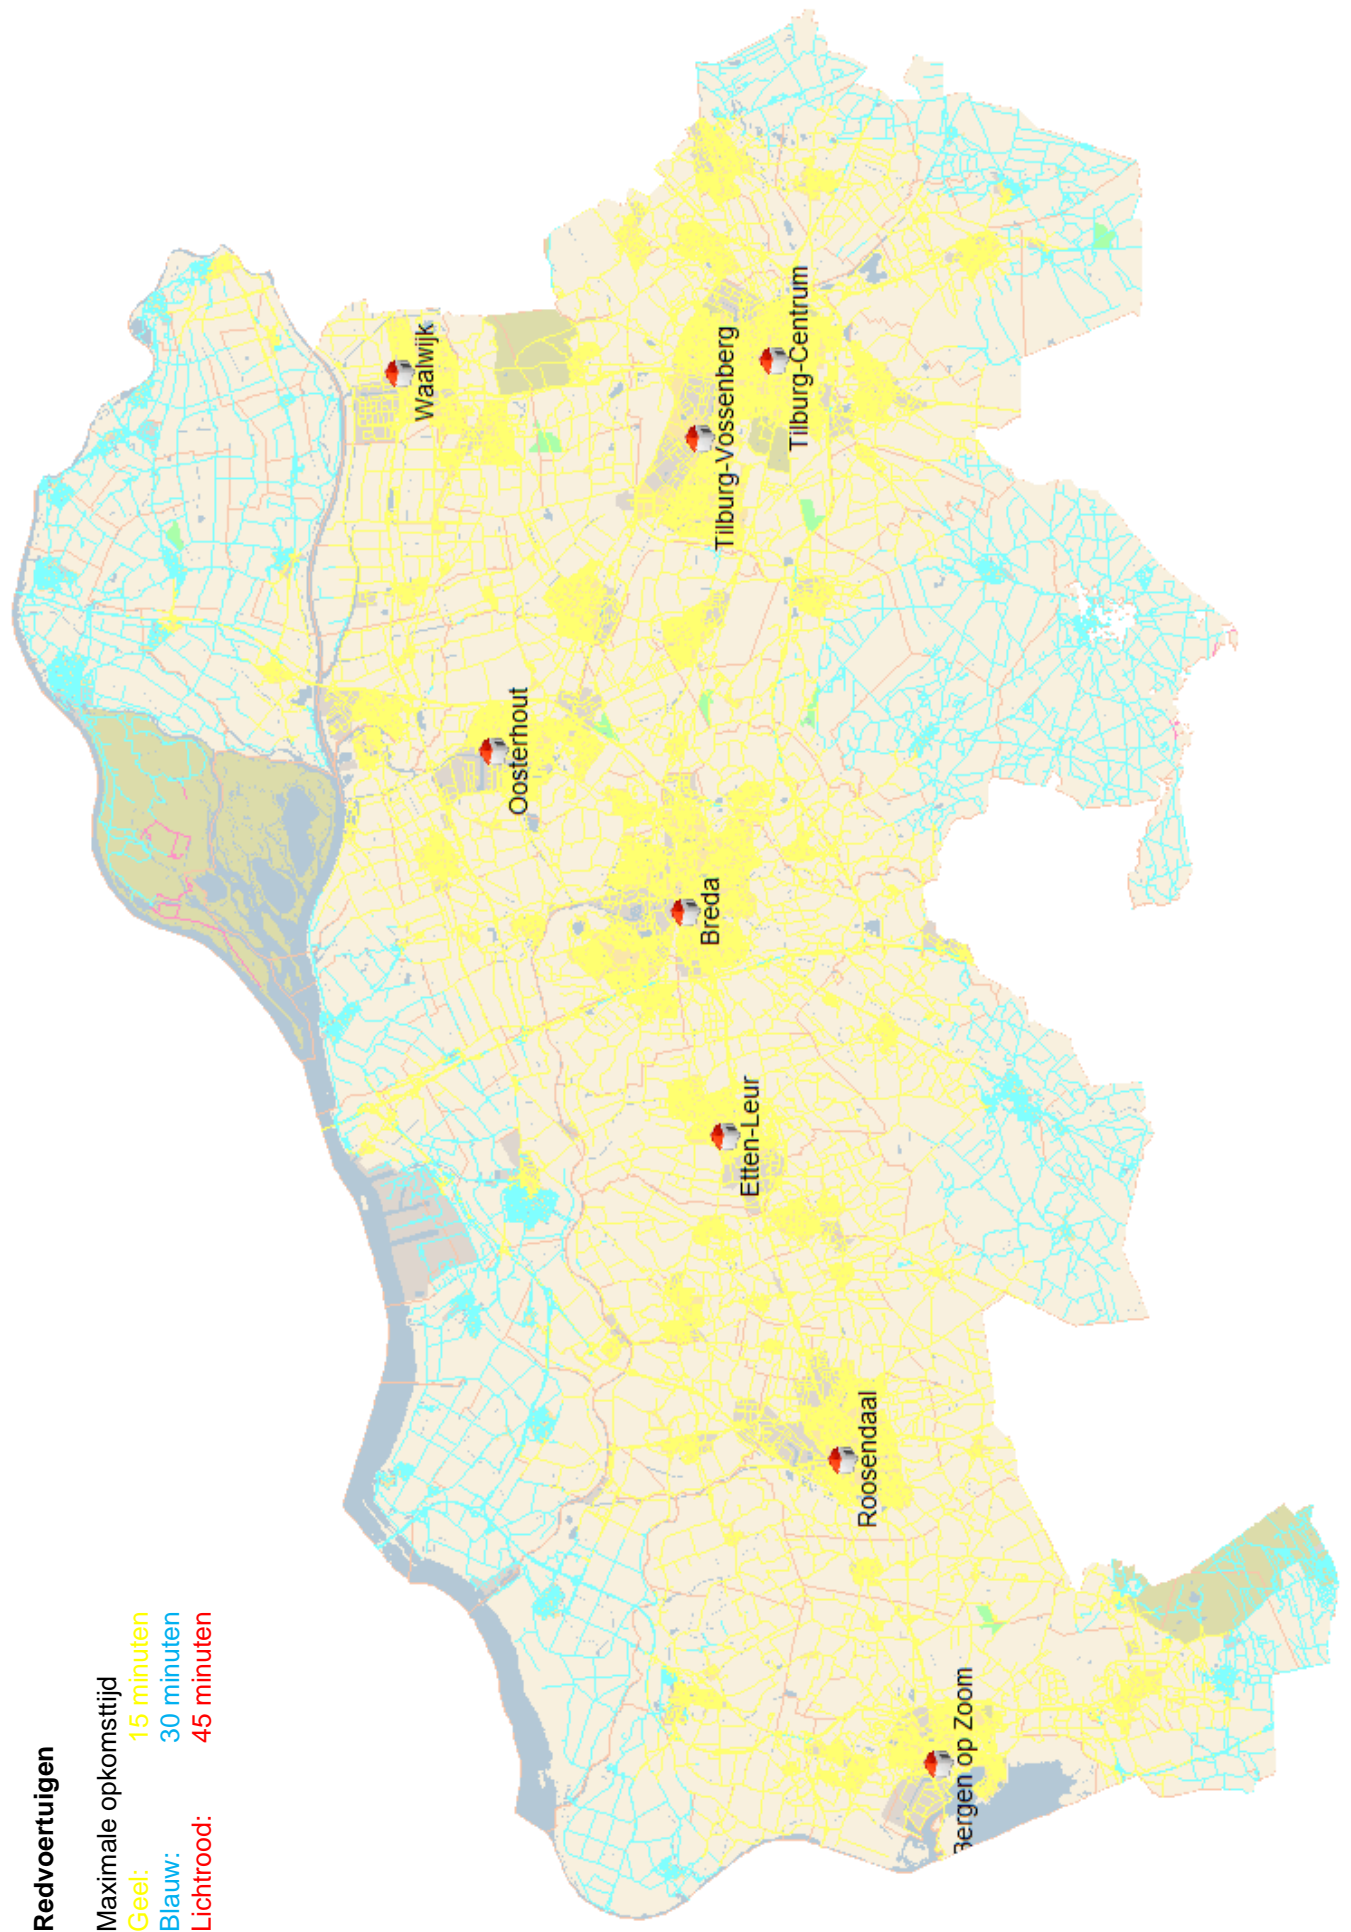 Redvoertuigen
Maximale opkomsttijd
Geel: 15 minuten
Blauw: 30 minuten
Lichtrood: 45 minuten
Waalwijk
Oosterhout
Tilburg-Vossenberg
Tilburg-Centrum
Breda
Etten-Leur
Roosendaal
Bergen op Zoom